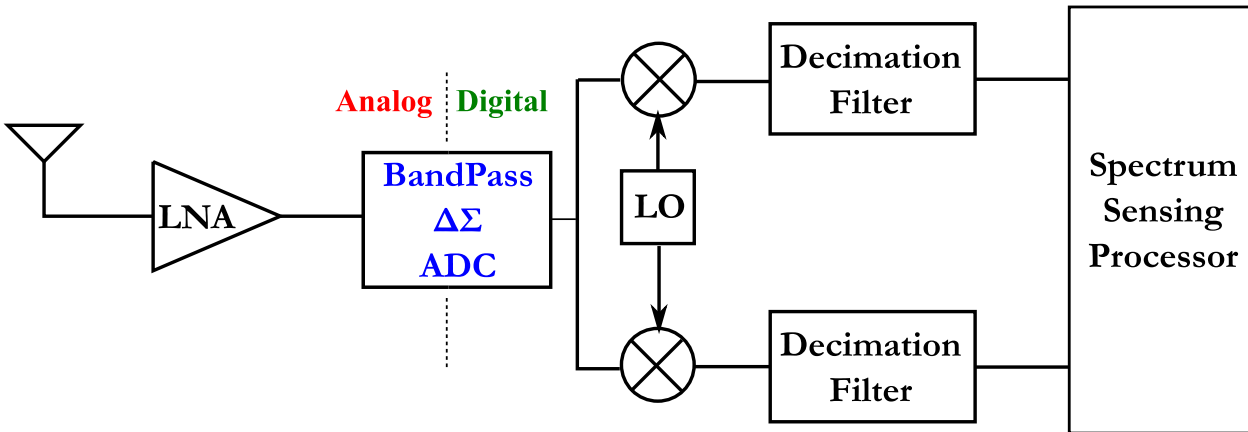 Analog
Digital
LNA
BandPass
ΔΣ
ADC
LO
Decimation
Filter
Decimation
Filter
Spectrum
Sensing
Processor